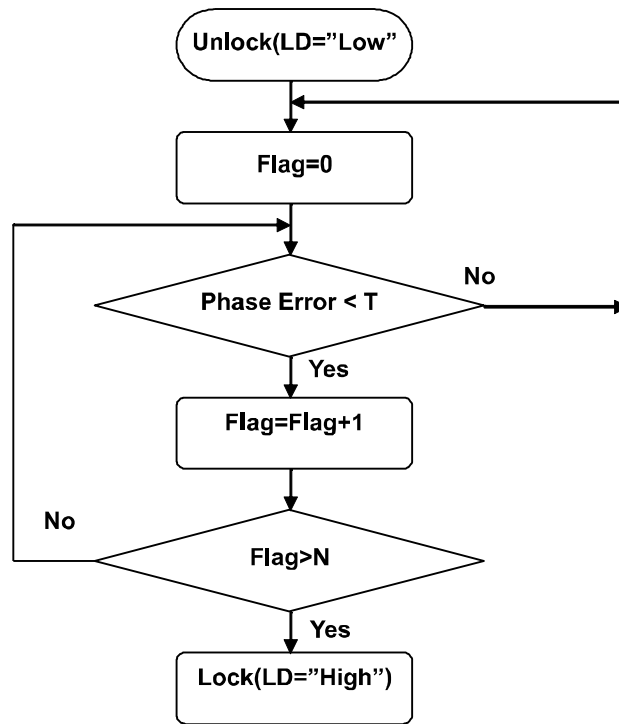 Unlock(LD=”Low”
Flag=0
Phase Error < T
No
Yes
Flag=Flag+1
No
Flag>N
Yes
Lock(LD=”High”)